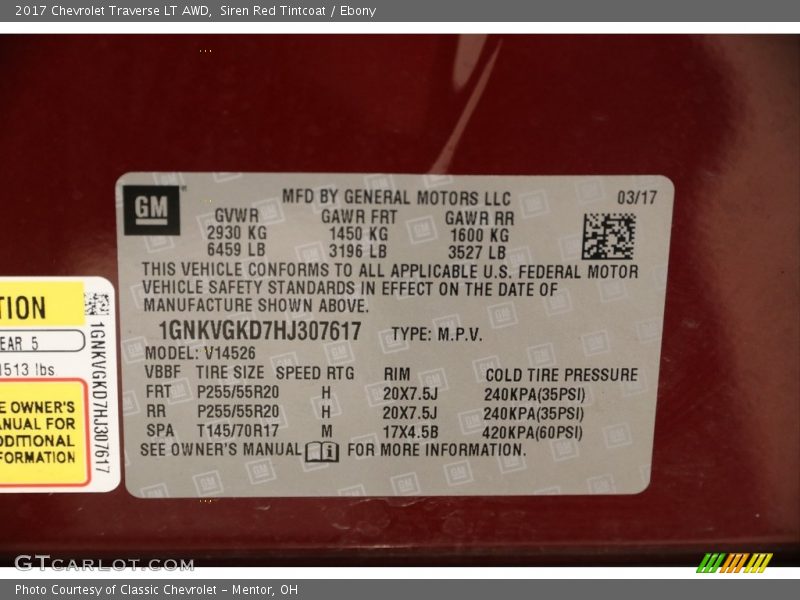 2017 Chevrolet Traverse LT AWD,  Siren Red Tintcoat / Ebony
GM
MFD BY GENERAL MOTORS LLC
03/17
GVWR GAWR FRT GAWR RR
2930 KG 1450 KG 1600 KG
6459 LB 3196 LB 3527 LB
THIS VEHICLE CONFORMS TO ALL APPLICABLE U.S. FEDERAL MOTOR
VEHICLE SAFETY STANDARDS IN EFFECT ON THE DATE OF
MANUFACTURE SHOWN ABOVE.
1GNKVGKD7HJ307617 TYPE: M.P.V.
MODEL: V14526
VBBF TIRE SIZE SPEED RTG RIM COLD TIRE PRESSURE
FRT P255/55R20 H 20X7.5J 240KPA(35PSI)
RR P255/55R20 H 20X7.5J 240KPA(35PSI)
SPA T145/70R17 M 17X4.5B 420KPA(60PSI)
SEE OWNER'S MANUAL i FOR MORE INFORMATION.
TION
EAR 5
1513 lbs
E OWNER'S
ANUAL FOR
DDITIONAL
FORMATION
1GNKVGKD7HJ307617
GTCARLOT.COM
Photo Courtesy of Classic Chevrolet - Mentor, OH